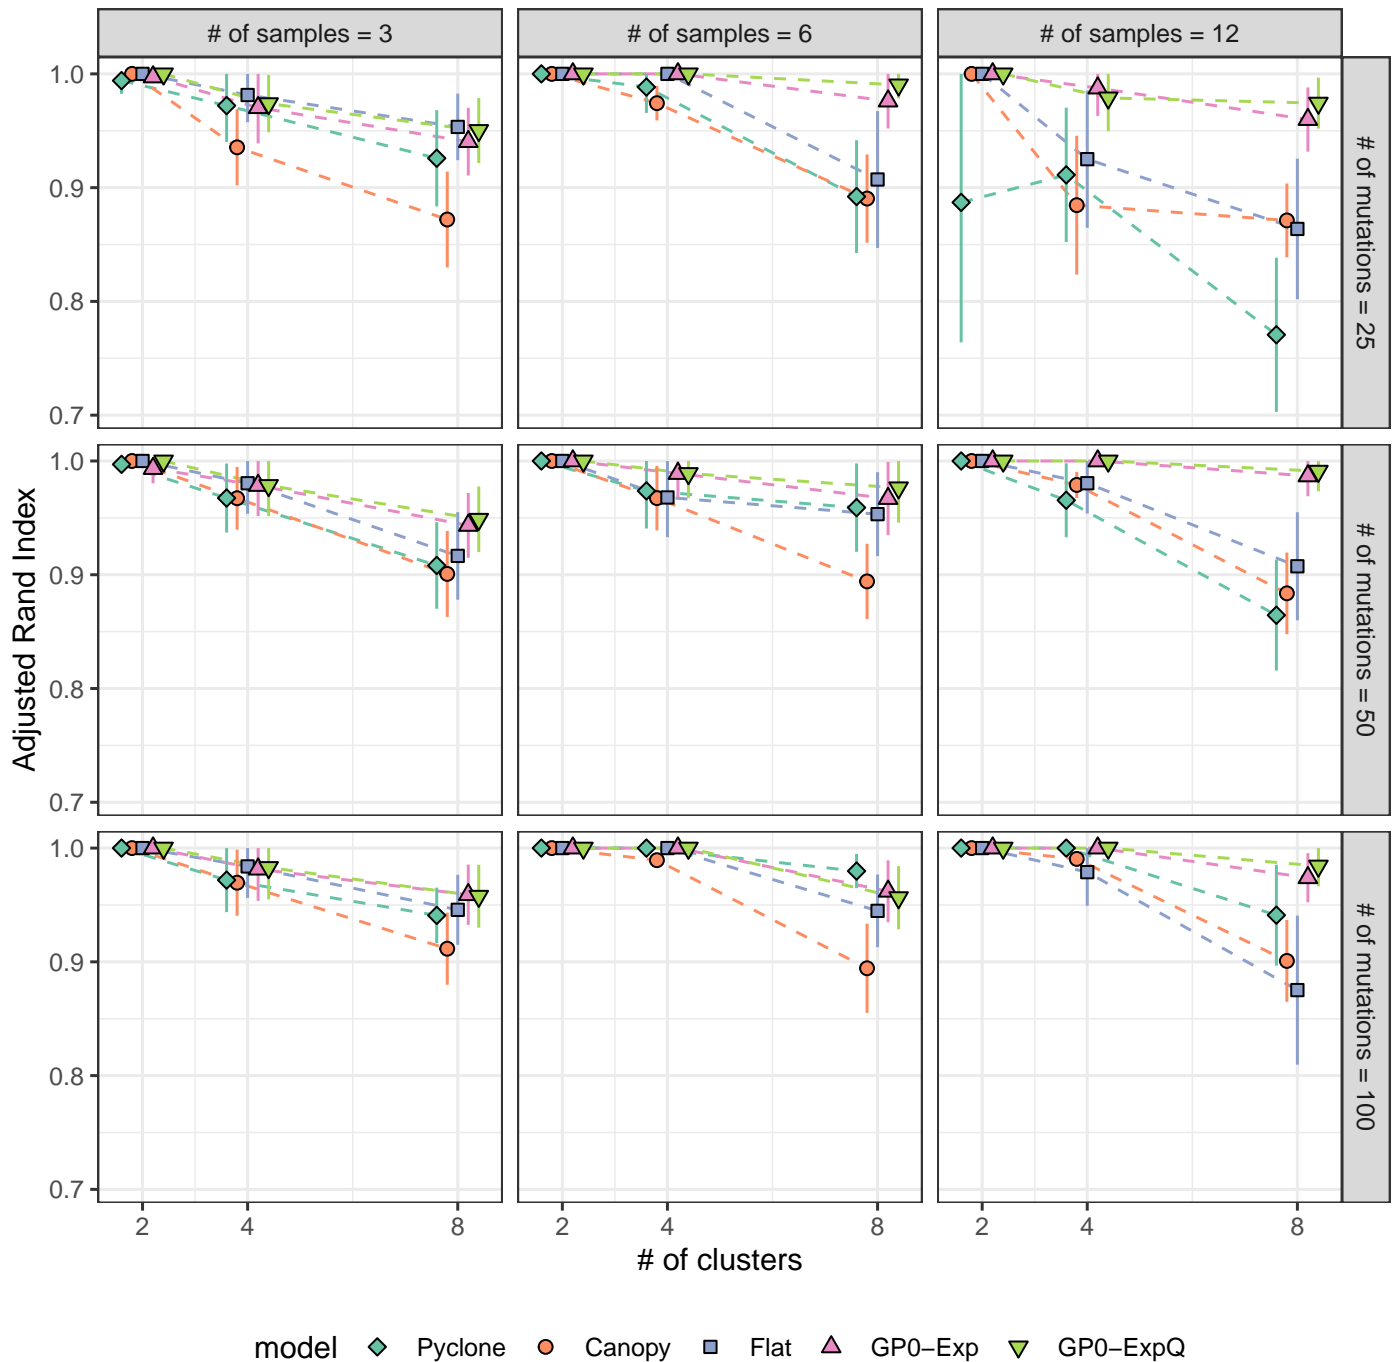 # of samples = 3
# of samples = 6
# of samples = 12
1.0
0.9
0.8
0.7
# of mutations = 25
1.0
0.9
0.8
0.7
# of mutations = 50
1.0
0.9
0.8
0.7
# of mutations = 100
Adjusted Rand Index
2 4 8
2 4 8
2 4 8
# of clusters
model Pyclone Canopy Flat GP0−Exp GP0−ExpQ